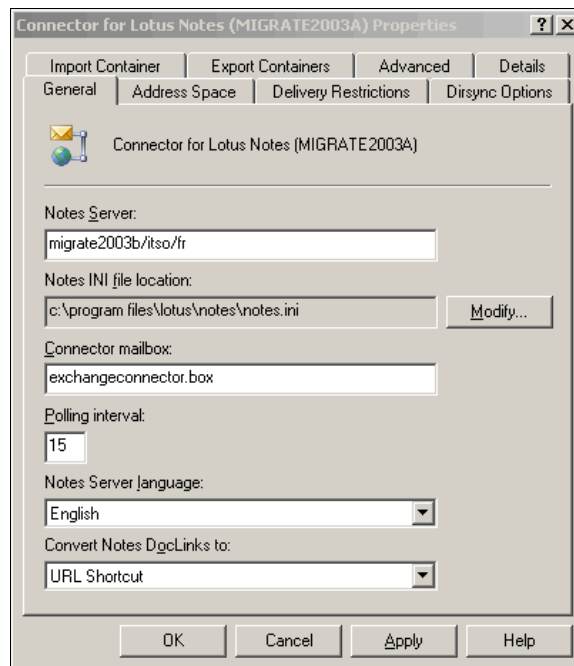 Connector for Lotus Notes (MIGRATE2003A) Properties
Import Container Export Containers Advanced Details
General Address Space Delivery Restrictions Dirsync Options
Connector for Lotus Notes (MIGRATE2003A)
Notes Server:
migrate2003b/itso/fr
Notes INI file location:
c:\program files\lotus\notes\notes.ini Modify...
Connector mailbox:
exchangeconnector.box
Polling interval:
15
Notes Server language:
English
Convert Notes DocLinks to:
URL Shortcut
OK Cancel Apply Help